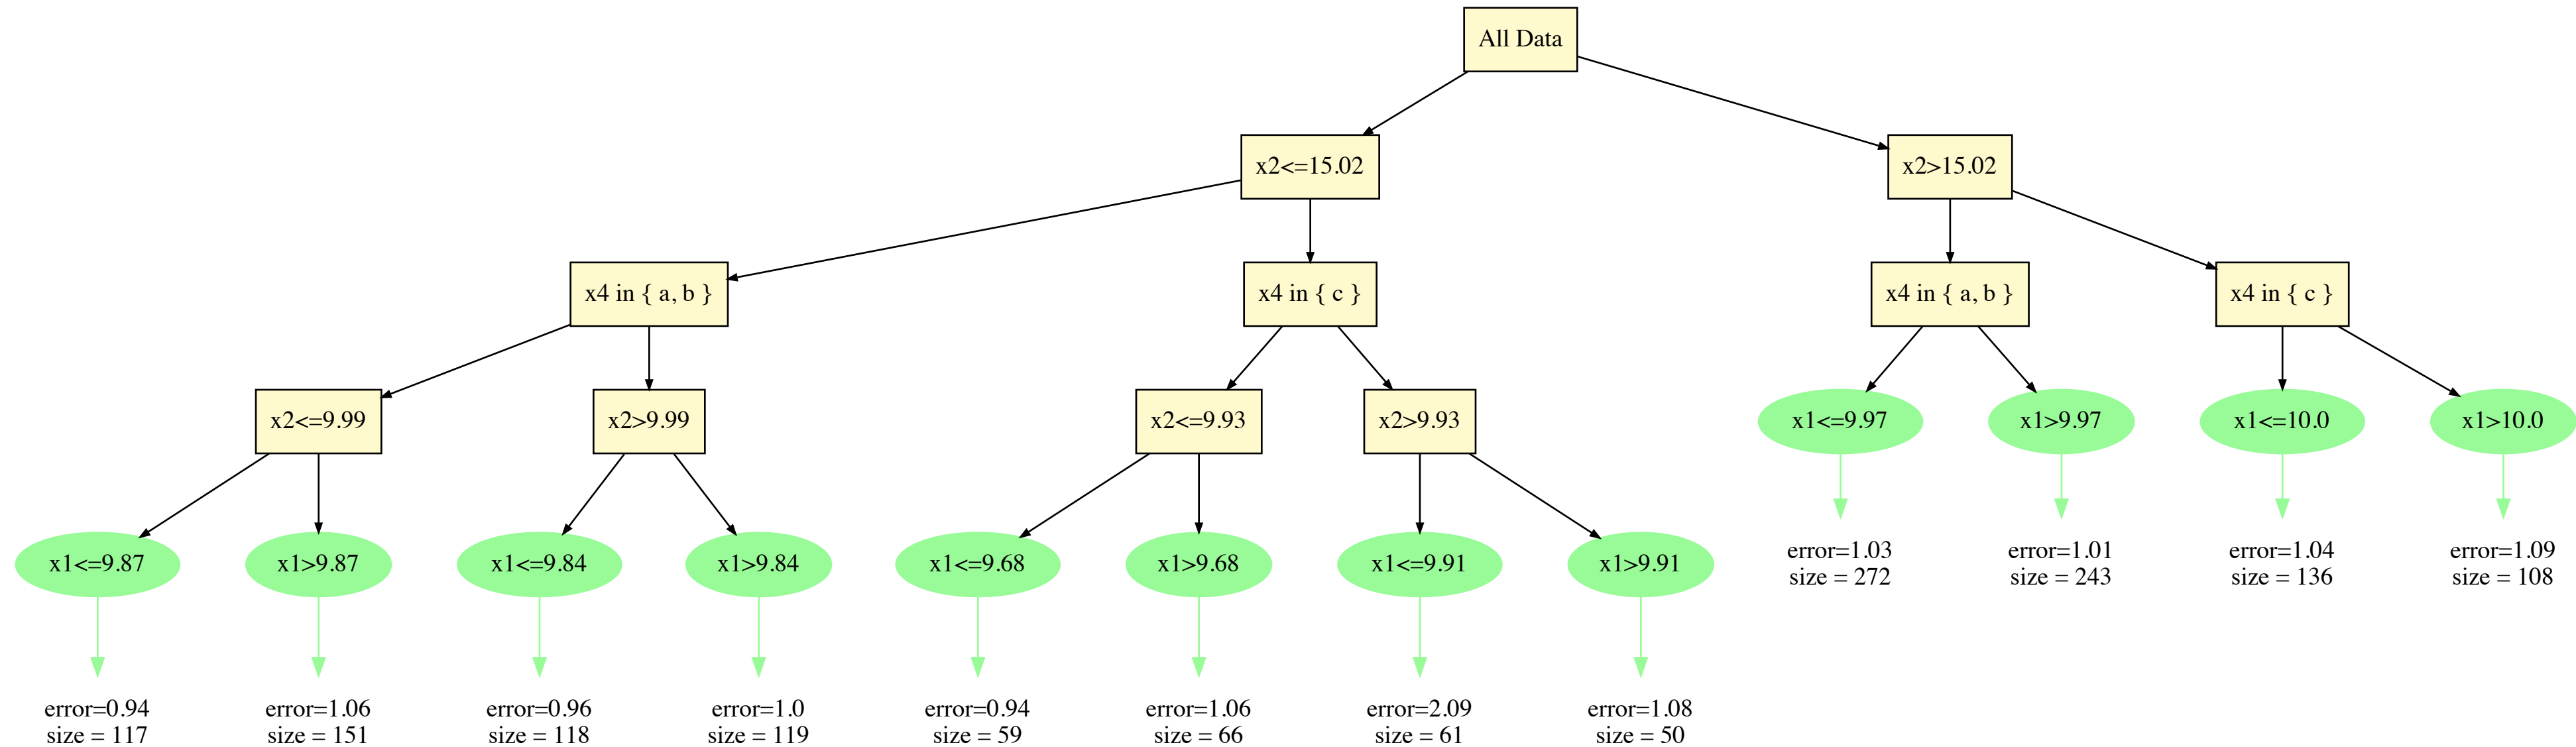 All Data
x2<=15.02
x2>15.02
x4 in { a, b }
x4 in { c }
x4 in { a, b }
x4 in { c }
x2<=9.99
x2>9.99
x2<=9.93
x2>9.93
x1<=9.97
x1>9.97
x1<=10.0
x1>10.0
x1<=9.87
x1>9.87
x1<=9.84
x1>9.84
x1<=9.68
x1>9.68
x1<=9.91
x1>9.91
error=1.03
size = 272
error=1.01
size = 243
error=1.04
size = 136
error=1.09
size = 108
error=0.94
size = 117
error=1.06
size = 151
error=0.96
size = 118
error=1.0
size = 119
error=0.94
size = 59
error=1.06
size = 66
error=2.09
size = 61
error=1.08
size = 50